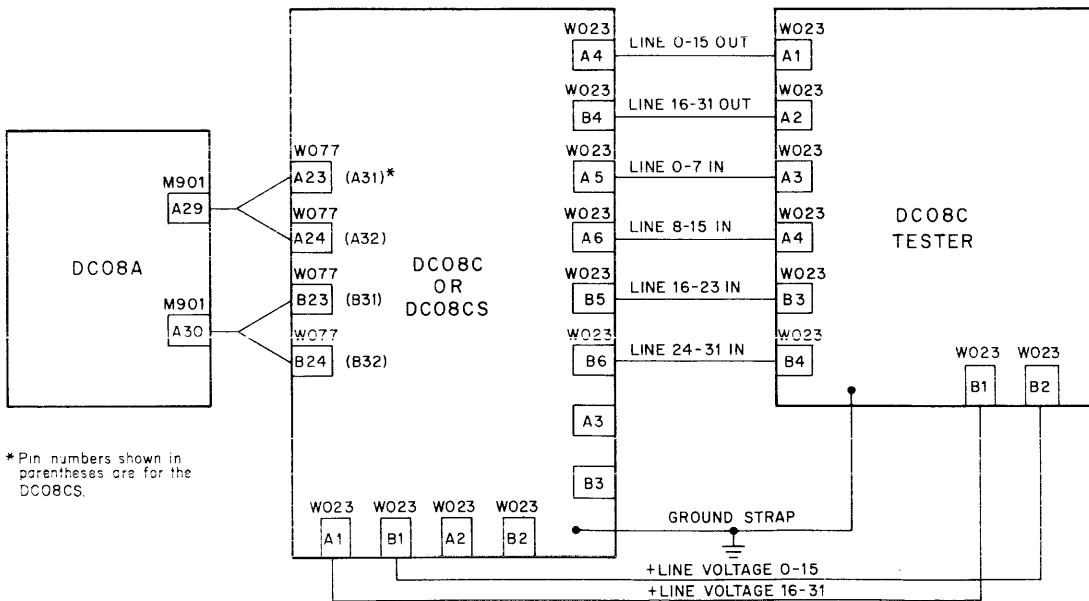 DC08A
M901
A29
M901
A30
* Pin numbers shown in
parentheses are for the
DC08CS.
W077
A23 (A31)*
W077
A24 (A32)
W077
B23 (B31)
W077
B24 (B32)
DC08C
OR
DC08CS
W023
A4
W023
B4
W023
A5
W023
A6
W023
B5
W023
B6
A3
B3
W023 W023 W023 W023
A1 B1 A2 B2
LINE 0-15 OUT
LINE 16-31 OUT
LINE 0-7 IN
LINE 8-15 IN
LINE 16-23 IN
LINE 24-31 IN
W023
A1
W023
A2
W023
A3
W023
A4
W023
B3
W023
B4
DC08C
TESTER
W023 W023
B1 B2
GROUND STRAP
+LINE VOLTAGE 0-15
+LINE VOLTAGE 16-31